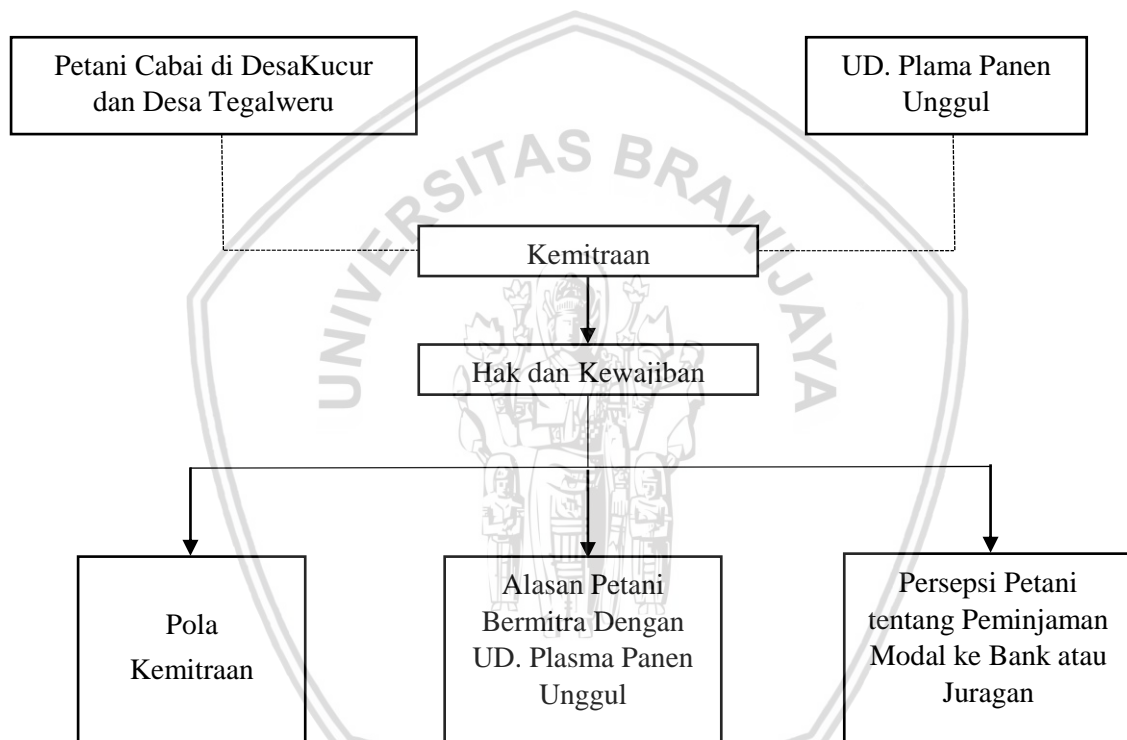 Petani Cabai di DesaKucur
dan Desa Tegalweru
UD. Plama Panen
Unggul
UNIVERSITAS BRAWIJAYA
Kemitraan
Hak dan Kewajiban
Pola
Kemitraan
Alasan Petani
Bermitra Dengan
UD. Plasma Panen
Unggul
Persepsi Petani
tentang Peminjaman
Modal ke Bank atau
Juragan